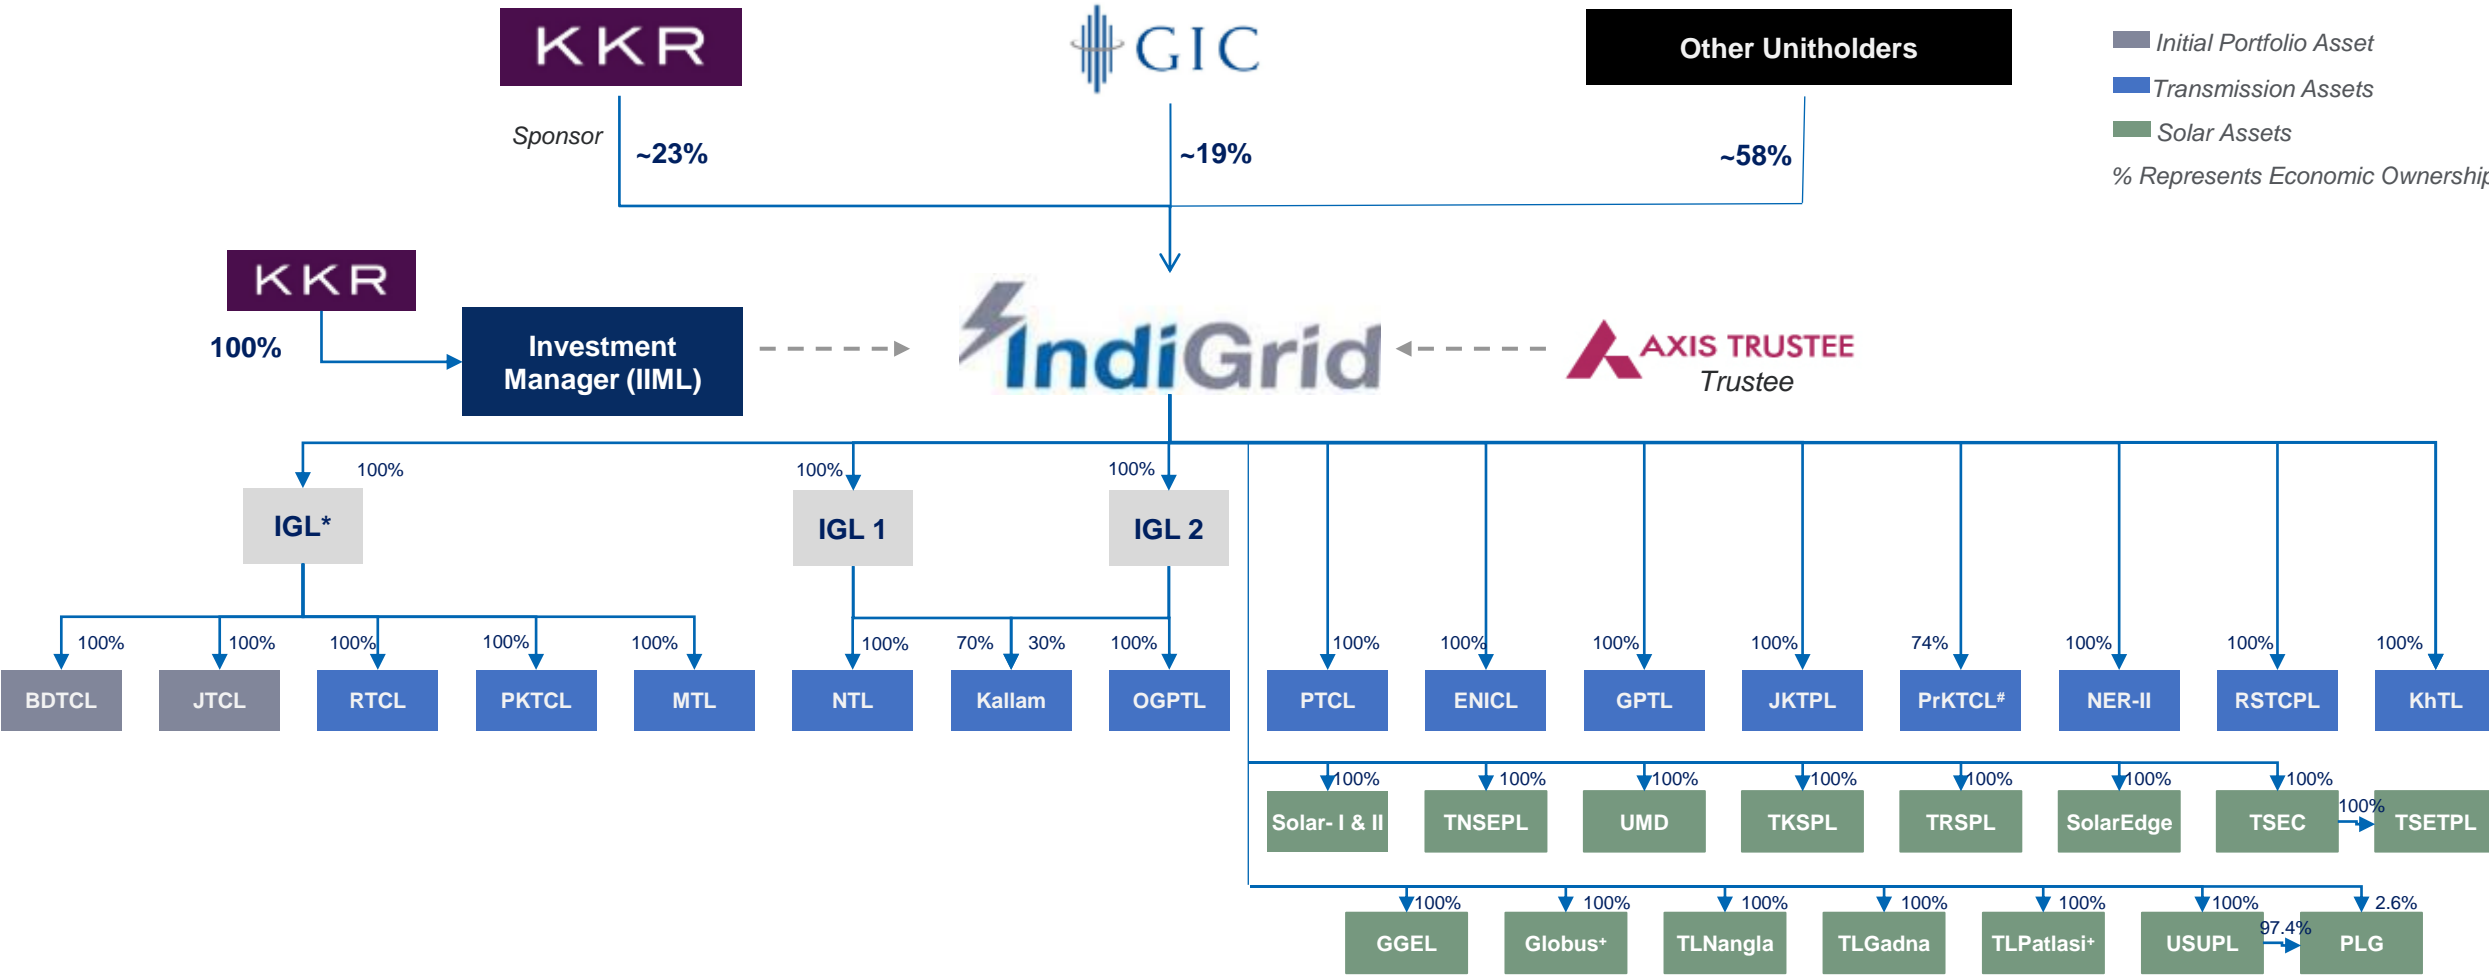 KKR
GIC
Other Unitholders
Initial Portfolio Asset
Transmission Assets
Solar Assets
% Represents Economic Ownership
Sponsor
~23%
~19%
~58%
KKR
100%
Investment
Manager (IIML)
IndiGrid
AXIS TRUSTEE
Trustee
100%
100%
100%
IGL*
IGL 1
IGL 2
100%
100%
100%
100%
100%
100%
70%
30%
100%
100%
100%
100%
100%
74%
100%
100%
100%
BDTCL
JTCL
RTCL
PKTCL
MTL
NTL
Kallam
OGPTL
PTCL
ENICL
GPTL
JKTPL
PrKTCL#
NER-II
RSTCPL
KhTL
100%
100%
100%
100%
100%
100%
100%
100%
Solar- I & II
TNSEPL
UMD
TKSPL
TRSPL
SolarEdge
TSEC
TSETPL
100%
100%
100%
100%
100%
100%
2.6%
97.4%
GGEL
Globus+
TLNangla
TLGadna
TLPatlasi+
USUPL
PLG